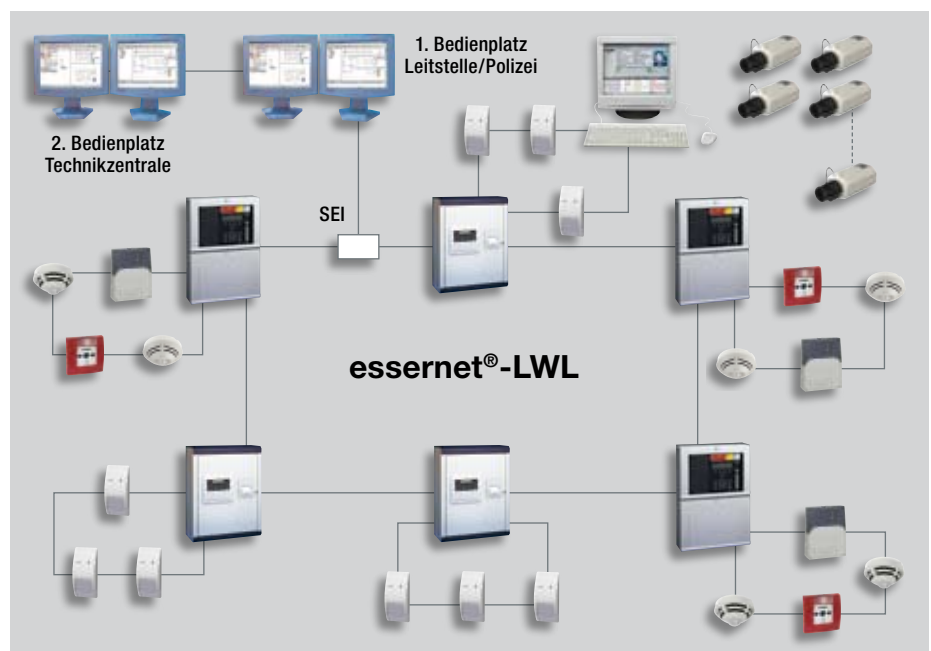 1. Bedienplatz
Leitstelle/Polizei
2. Bedienplatz
Technikzentrale
SEI
essernet®-LWL